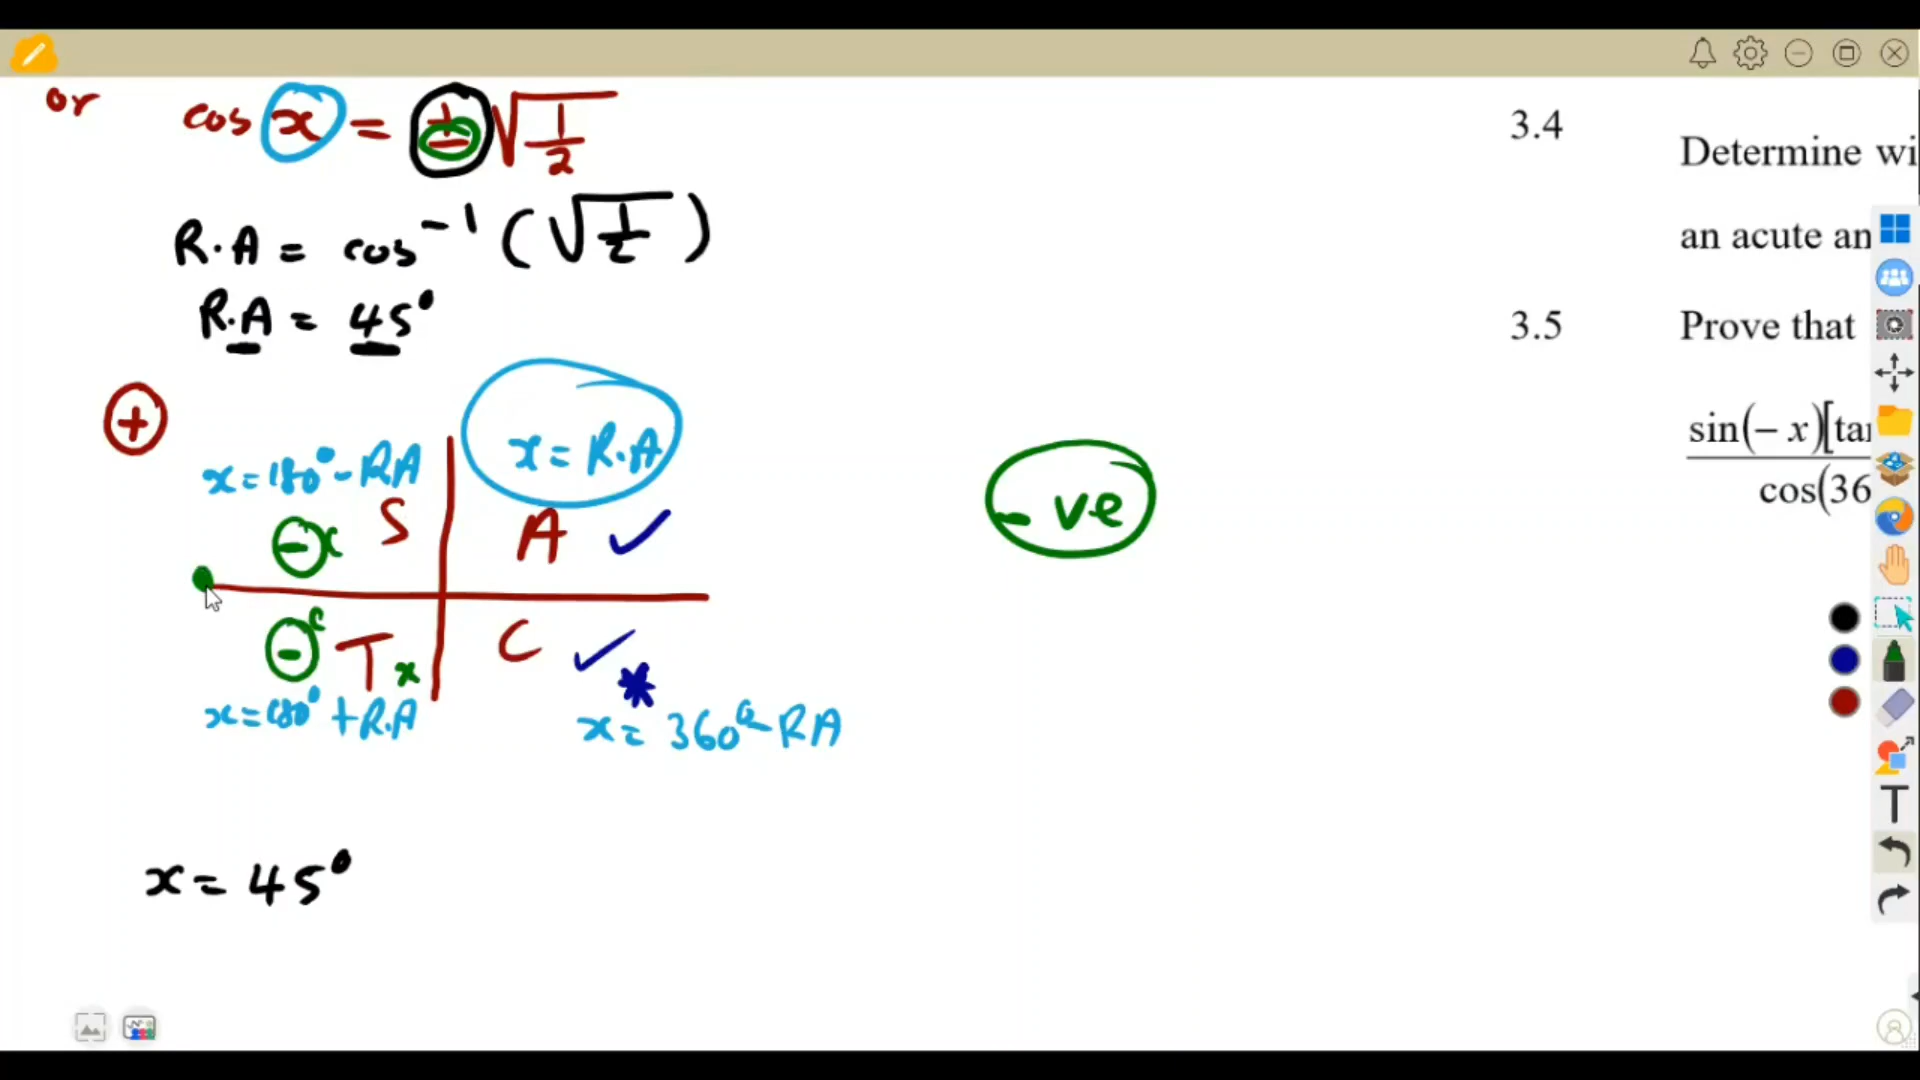 or cos x = ± √1/2
R.A = cos⁻¹ (√1/2)
R.A = 45°
+
x = 180° - RA
x = R.A
- x S
A ✓
- ve
- T x
C ✓ *
x = 180° + R.A
x = 360° - RA
x = 45°
3.4
Determine wi
an acute an
3.5 Prove that
sin(− x)[tan
cos(36
T